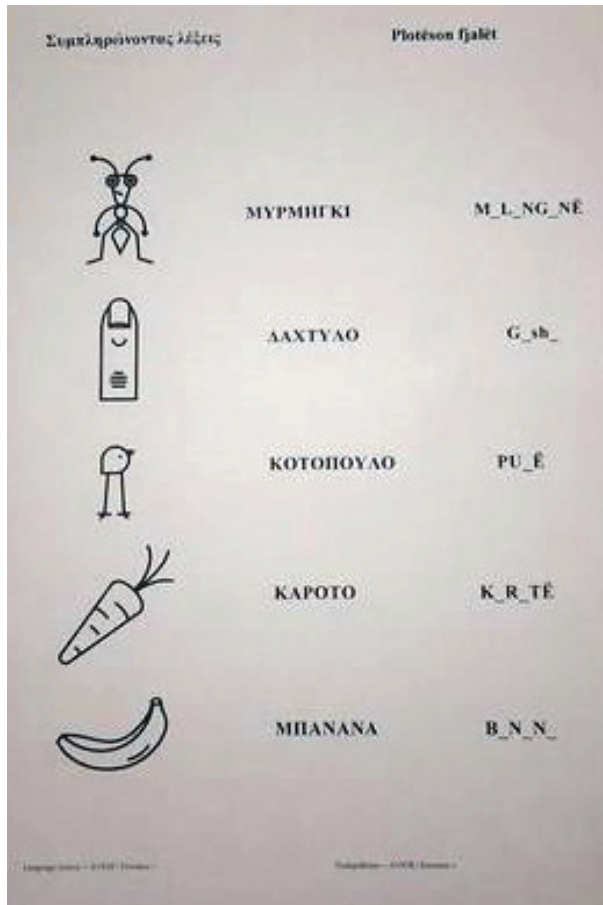 Συμπληρώνοντας λέξεις
Plotëson fjalët
ΜΥΡΜΗΓΚΙ M_L_NG_NË
ΔΑΧΤΥΛΟ G_sh_
ΚΟΤΟΠΟΥΛΟ PU_Ë
ΚΑΡΟΤΟ K_R_TË
ΜΠΑΝΑΝΑ B_N_N_